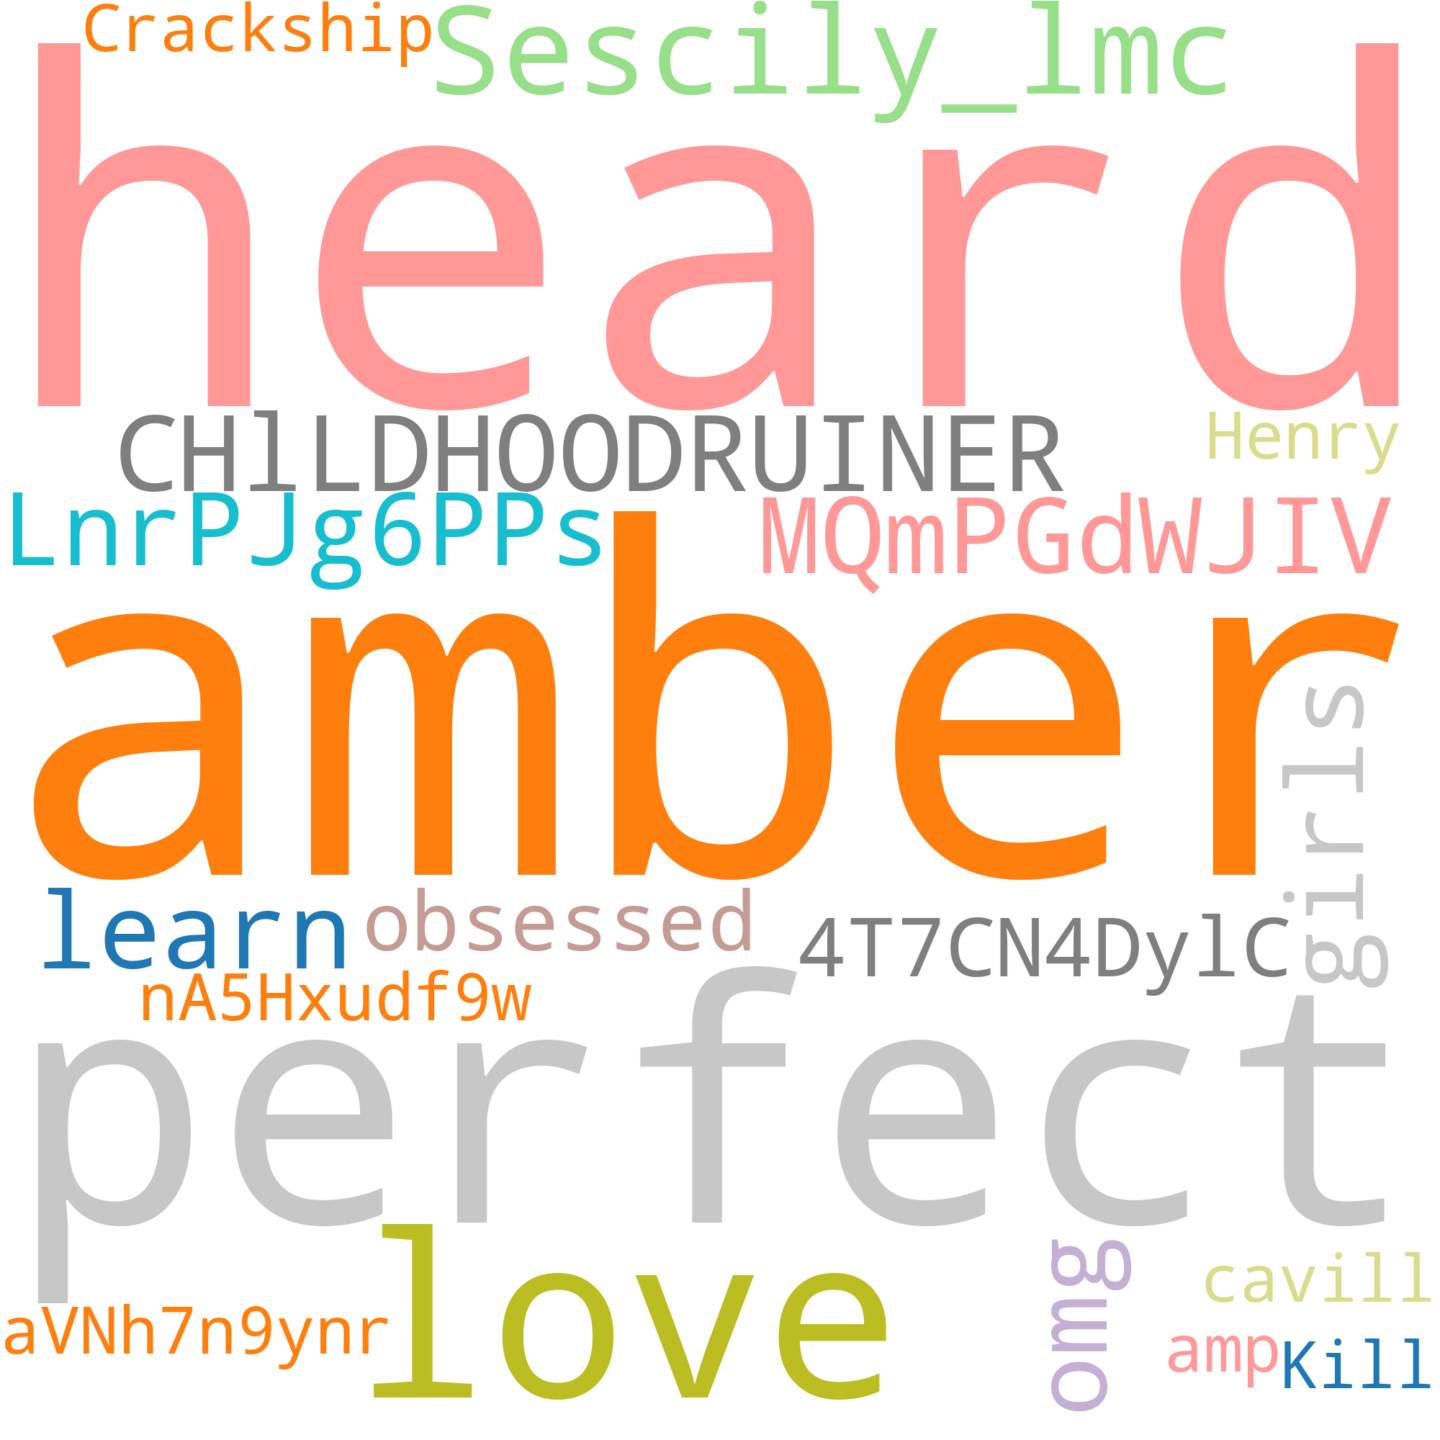 Crackship
Sescily_lmc
heard
CHlLDHOODRUINER
Henry
LnrPJg6PPs
MQmPGdWJIV
amber
girls
learn
obsessed
4T7CN4DylC
nA5Hxudf9w
perfect
love
omg
cavill
aVNh7n9ynr
amp
Kill